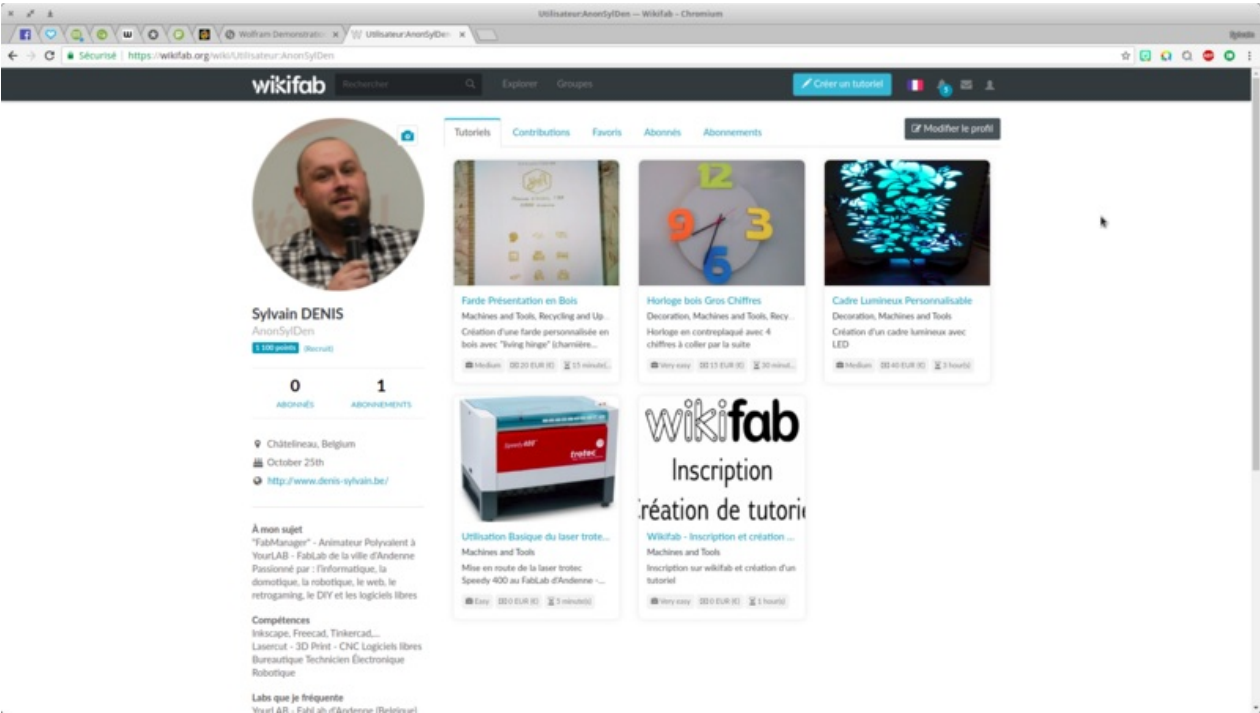 Utilisateur:AnonSylDen — Wikifab - Chromium
Wolfram Demonstratio
Utilisateur:AnonSylDen
Sécurisé | https://wikifab.org/wiki/Utilisateur:AnonSylDen
wikifab
Rechercher
Explorer
Groupes
Créer un tutoriel
5
Tutoriels
Contributions
Favoris
Abonnés
Abonnements
Modifier le profil
Sylvain DENIS
AnonSylDen
1 100 points (Recruit)
0
ABONNÉS
1
ABONNEMENTS
Châtelineau, Belgium
October 25th
http://www.denis-sylvain.be/
À mon sujet
"FabManager" - Animateur Polyvalent à
YourLAB - FabLab de la ville d'Andenne
Passionné par : l'informatique, la
domotique, la robotique, le web, le
retrogaming, le DIY et les logiciels libres
Compétences
Inkscape, Freecad, Tinkercad,...
Lasercut - 3D Print - CNC Logiciels libres
Bureautique Technicien Électronique
Robotique
Labs que je fréquente
YourLAB - FabLab d'Andenne (Belgique)
Farde Présentation en Bois
Machines and Tools, Recycling and Up...
Création d'une farde personnalisée en
bois avec "living hinge" (charnière...
Medium 20 EUR (€) 15 minute(...
12
9
3
6
Horloge bois Gros Chiffres
Decoration, Machines and Tools, Recy...
Horloge en contreplaqué avec 4
chiffres à coller par la suite
Very easy 15 EUR (€) 30 minut...
Cadre Lumineux Personnalisable
Decoration, Machines and Tools
Création d'un cadre lumineux avec
LED
Medium 40 EUR (€) 3 hour(s)
Speedy 400
trotec
Utilisation Basique du laser trote...
Machines and Tools
Mise en route de la laser trotec
Speedy 400 au FabLab d'Andenne -...
Easy 0 EUR (€) 5 minute(s)
wikifab
Inscription
Création de tutorie
Wikifab - Inscription et création ...
Machines and Tools
Inscription sur wikifab et création d'un
tutoriel
Very easy 0 EUR (€) 1 hour(s)